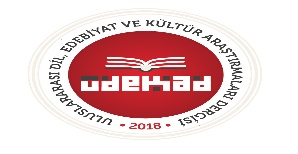 ULUSLARARASI DİL, EDEBİYAT VE KÜLTÜR ARAŞTIRMALARI DERGİSİ
udekad
• 2018 •